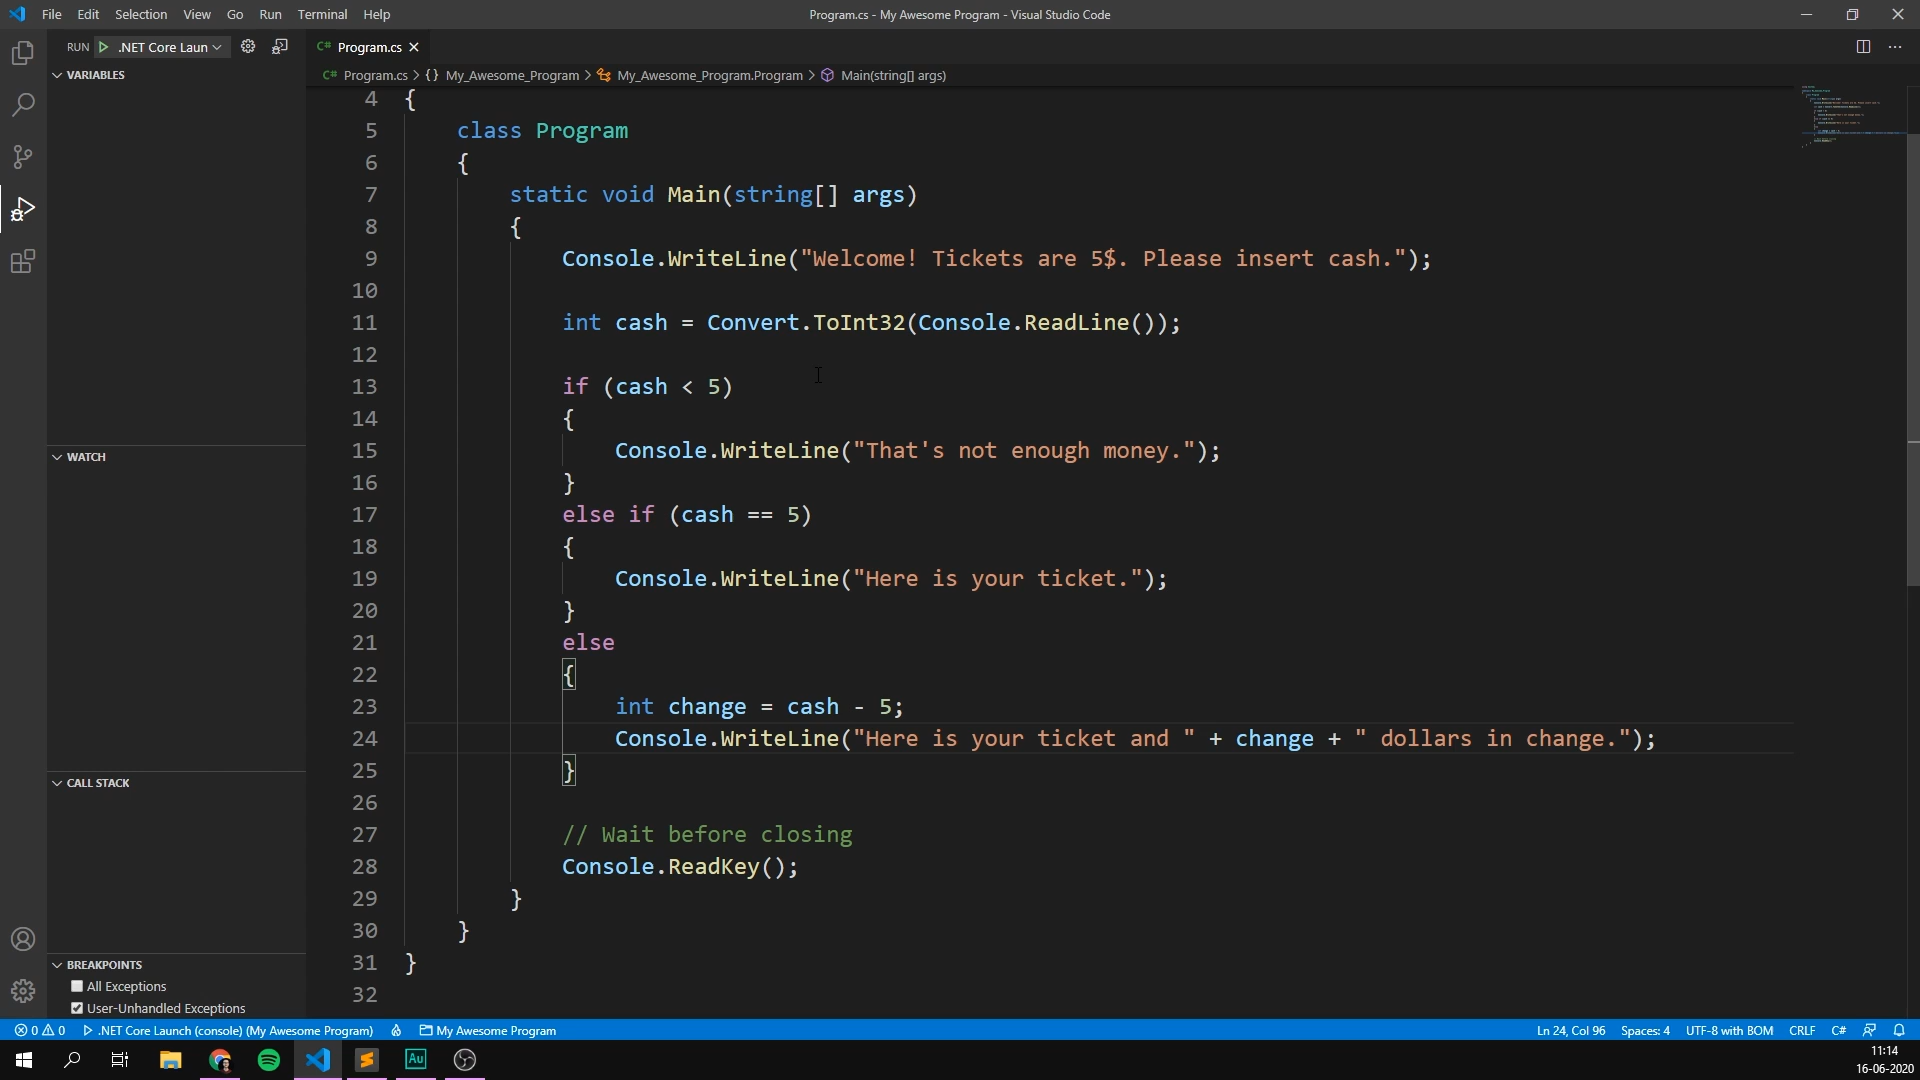 File Edit Selection View Go Run Terminal Help
Program.cs - My Awesome Program - Visual Studio Code
RUN .NET Core Laun
C# Program.cs
VARIABLES
C# Program.cs > {} My_Awesome_Program > My_Awesome_Program.Program > Main(string[] args)
4 {
5 class Program
6 {
7 static void Main(string[] args)
8 {
9 Console.WriteLine("Welcome! Tickets are 5$. Please insert cash.");
10
11 int cash = Convert.ToInt32(Console.ReadLine());
12
13 if (cash < 5)
14 {
15 Console.WriteLine("That's not enough money.");
16 }
17 else if (cash == 5)
18 {
19 Console.WriteLine("Here is your ticket.");
20 }
21 else
22 {
23 int change = cash - 5;
24 Console.WriteLine("Here is your ticket and " + change + " dollars in change.");
25 }
26
27 // Wait before closing
28 Console.ReadKey();
29 }
30 }
31 }
32
WATCH
CALL STACK
BREAKPOINTS
All Exceptions
User-Unhandled Exceptions
0 0 .NET Core Launch (console) (My Awesome Program) My Awesome Program
Ln 24, Col 96 Spaces: 4 UTF-8 with BOM CRLF C#
Au
11:14
16-06-2020